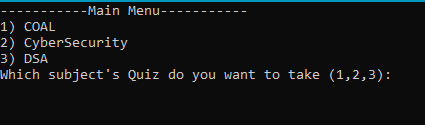 -----------Main Menu-----------
1) COAL
2) CyberSecurity
3) DSA
Which subject's Quiz do you want to take (1,2,3):